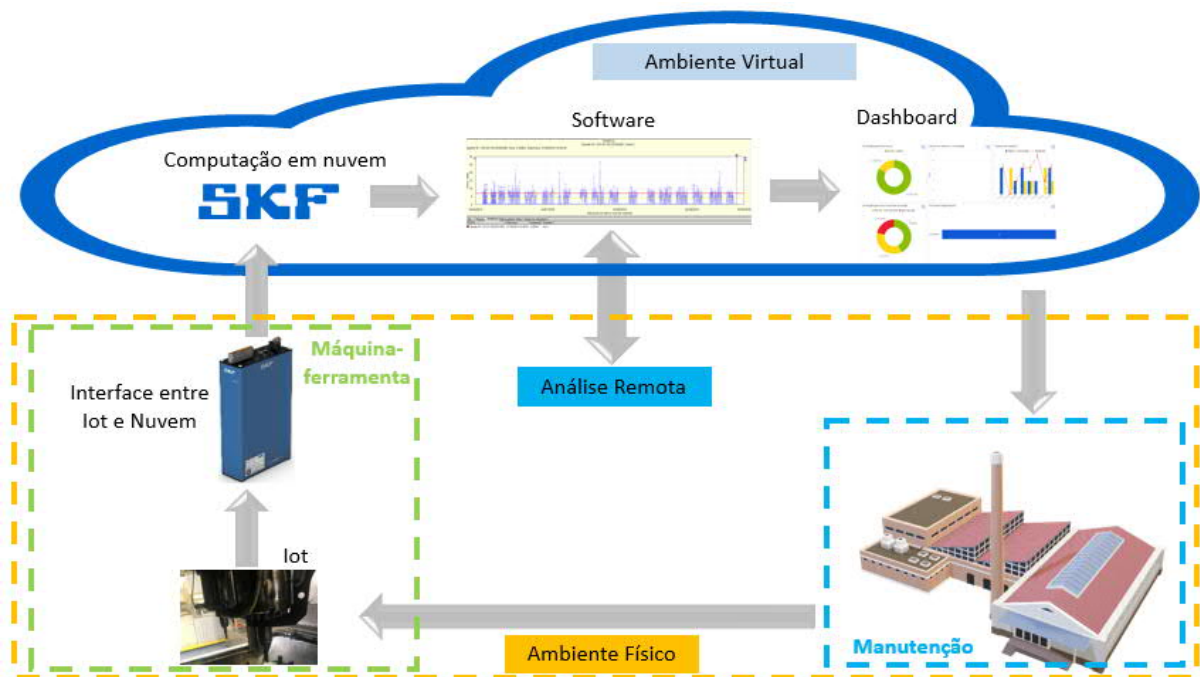 Ambiente Virtual
Software
Dashboard
Computação em nuvem
SKF
Máquina-
ferramenta
Interface entre
Iot e Nuvem
Análise Remota
Iot
Ambiente Físico
Manutenção